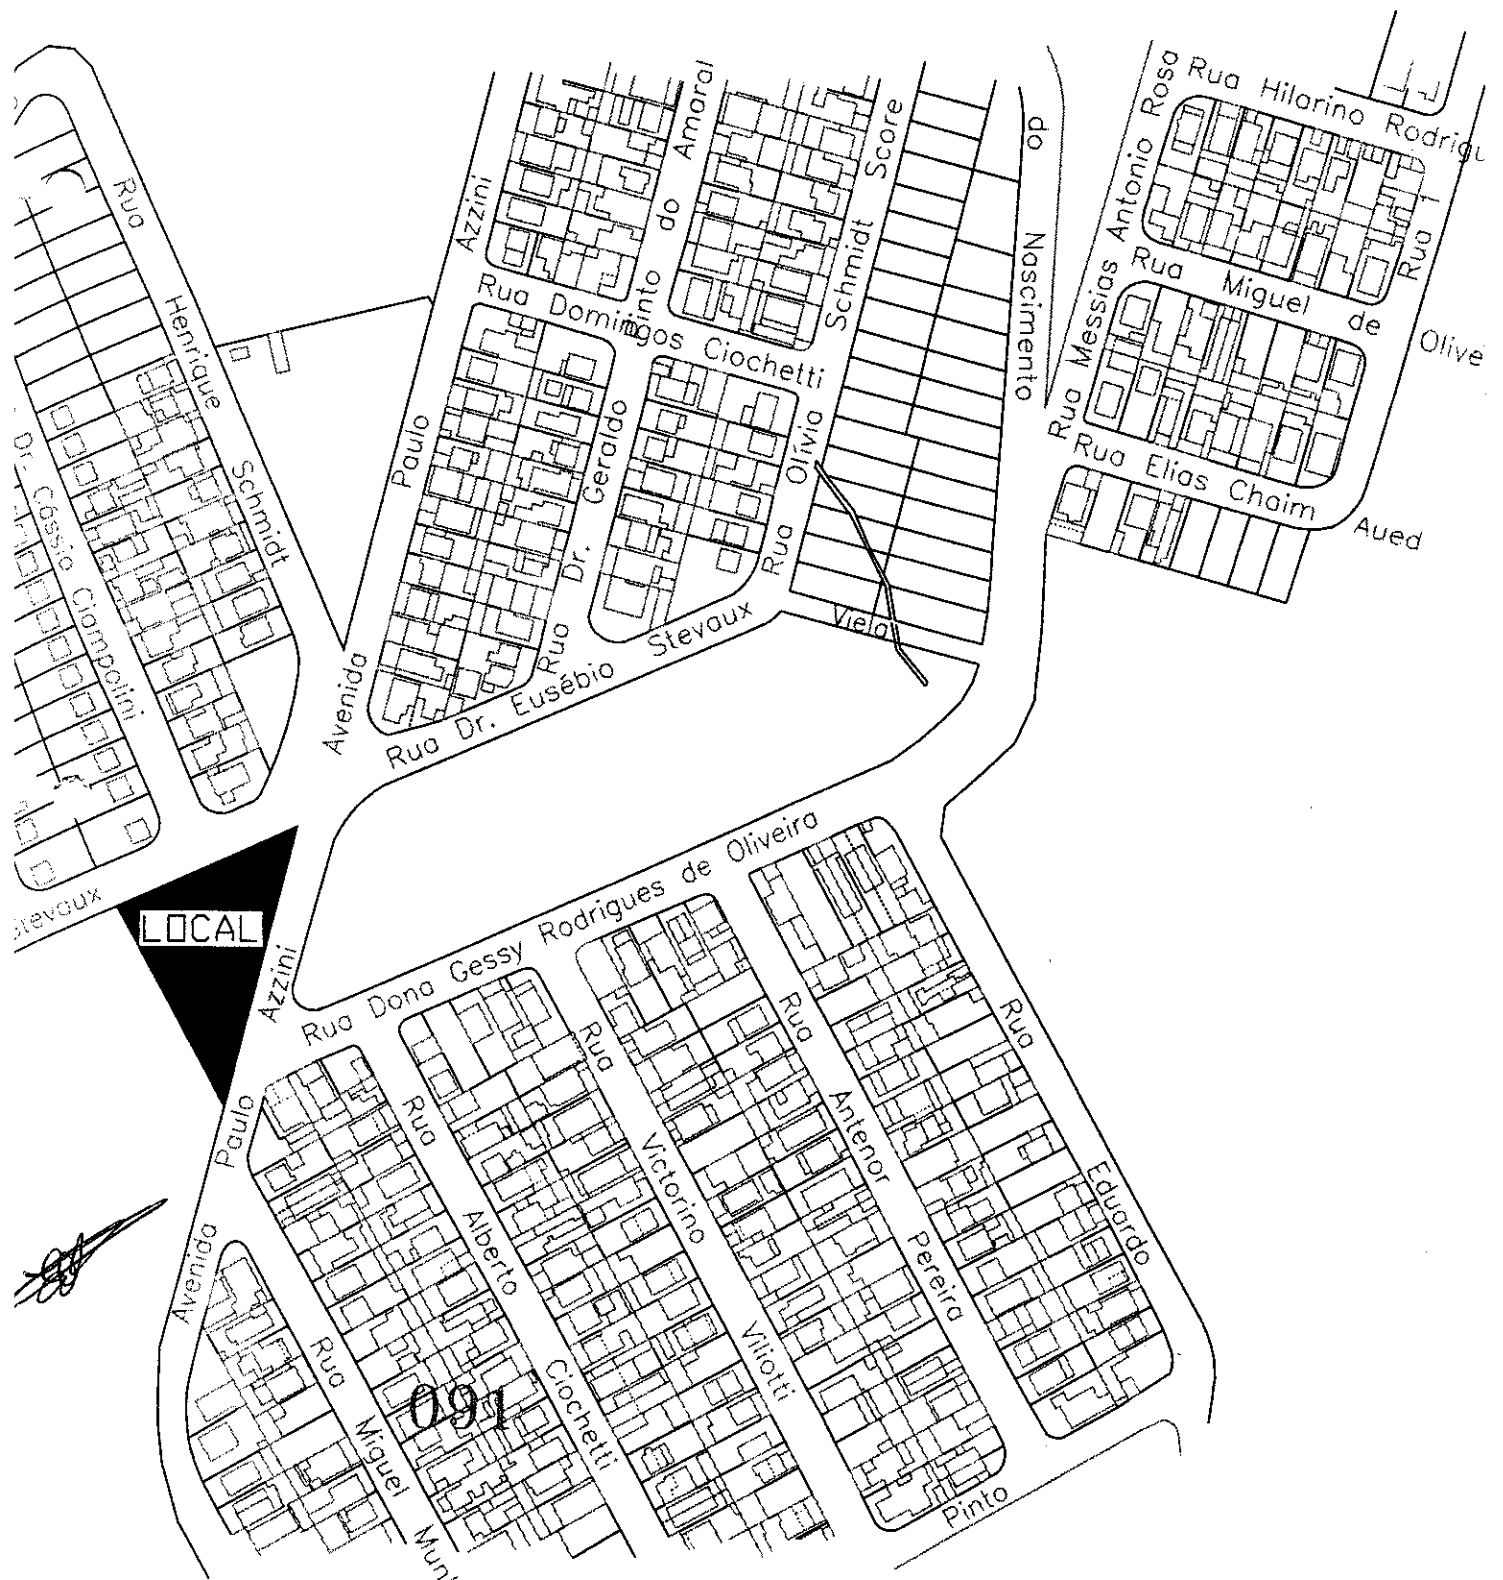 Rua Henrique Schmidt
Dr. Cássio Ciampolini
Stevaux
LOCAL
Avenida Paulo Azzini
Avenida Paulo Azzini
Rua Dr. Geraldo Pinto do Amaral
Rua Domingos Ciochetti
Rua Olívia Schmidt Score
do Nascimento
Rua Messias Antonio Rosa
Rua Hilarino Rodrigu
Rua 1
Rua Miguel de Olive
Rua Elias Chaim Aued
Viela
Rua Dr. Eusébio Stevaux
Rua Dona Gessy Rodrigues de Oliveira
Rua Miguel Mun
Rua Alberto Ciochetti
Rua Victorino Viliotti
Rua Antenor Pereira Pinto
Rua Eduardo
091